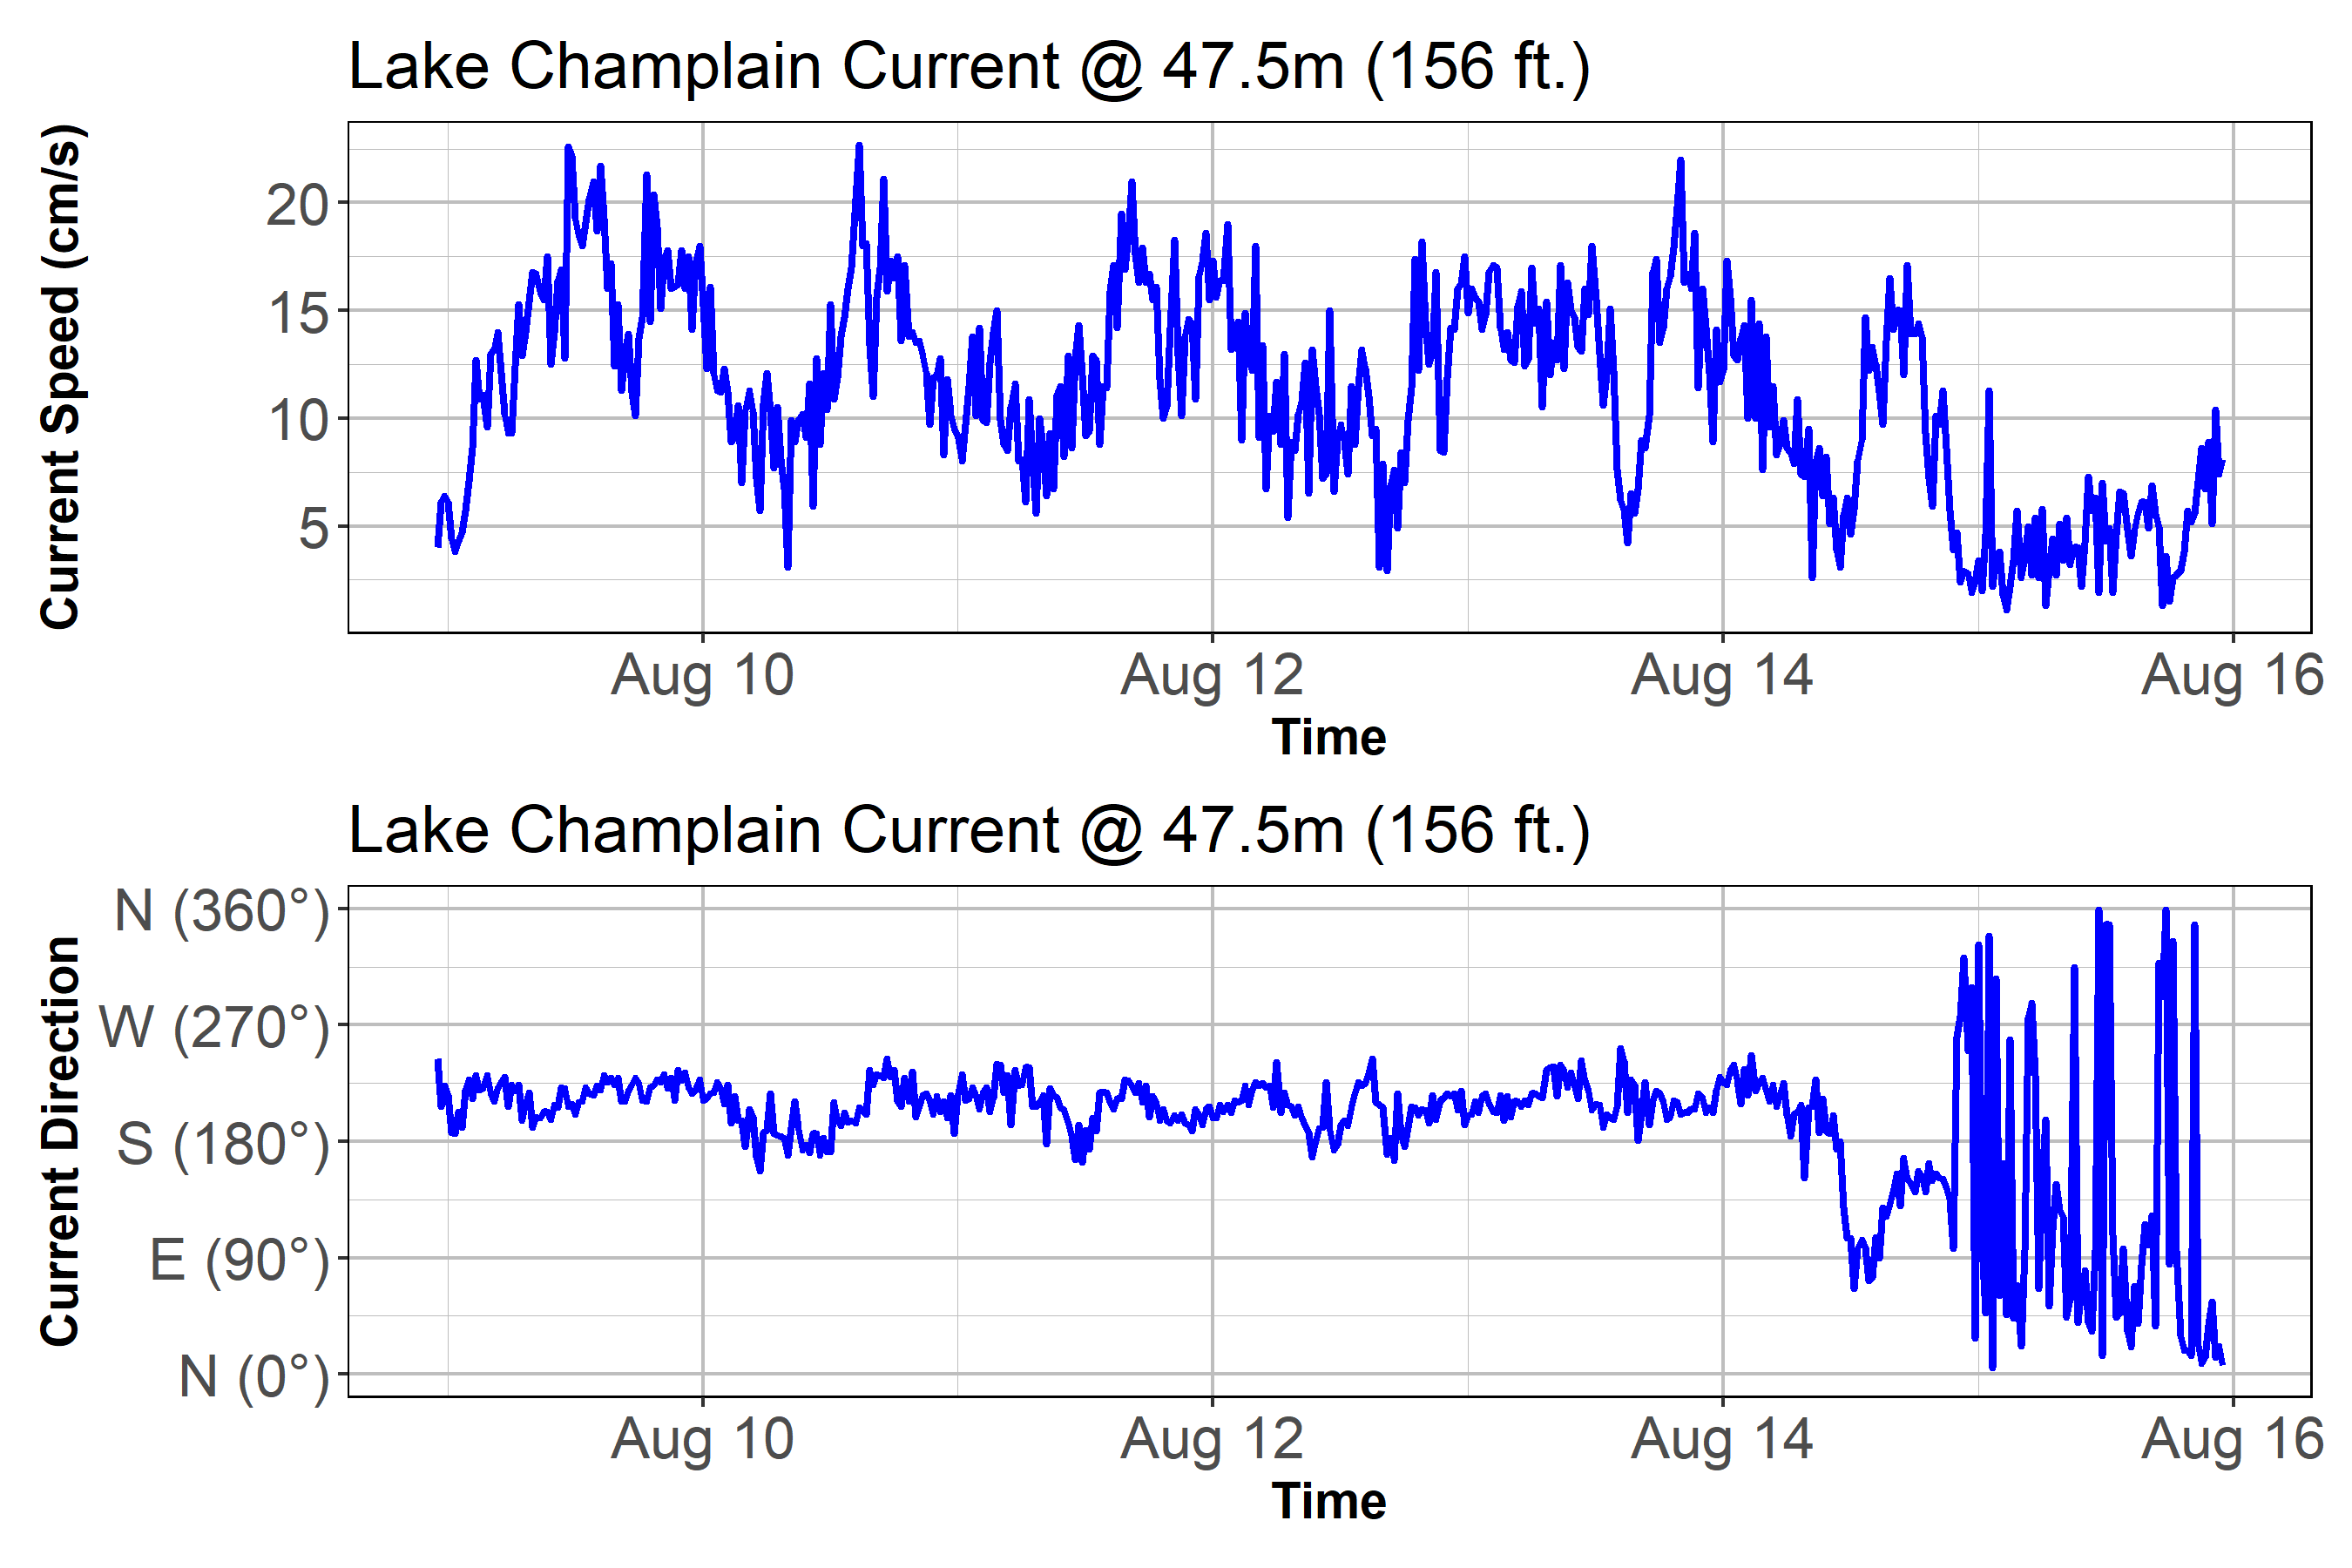 Lake Champlain Current @ 47.5m (156 ft.)
Current Speed (cm/s)
20
15
10
5
Aug 10 Aug 12 Aug 14 Aug 16
Time
Lake Champlain Current @ 47.5m (156 ft.)
Current Direction
N (360°)
W (270°)
S (180°)
E (90°)
N (0°)
Aug 10 Aug 12 Aug 14 Aug 16
Time